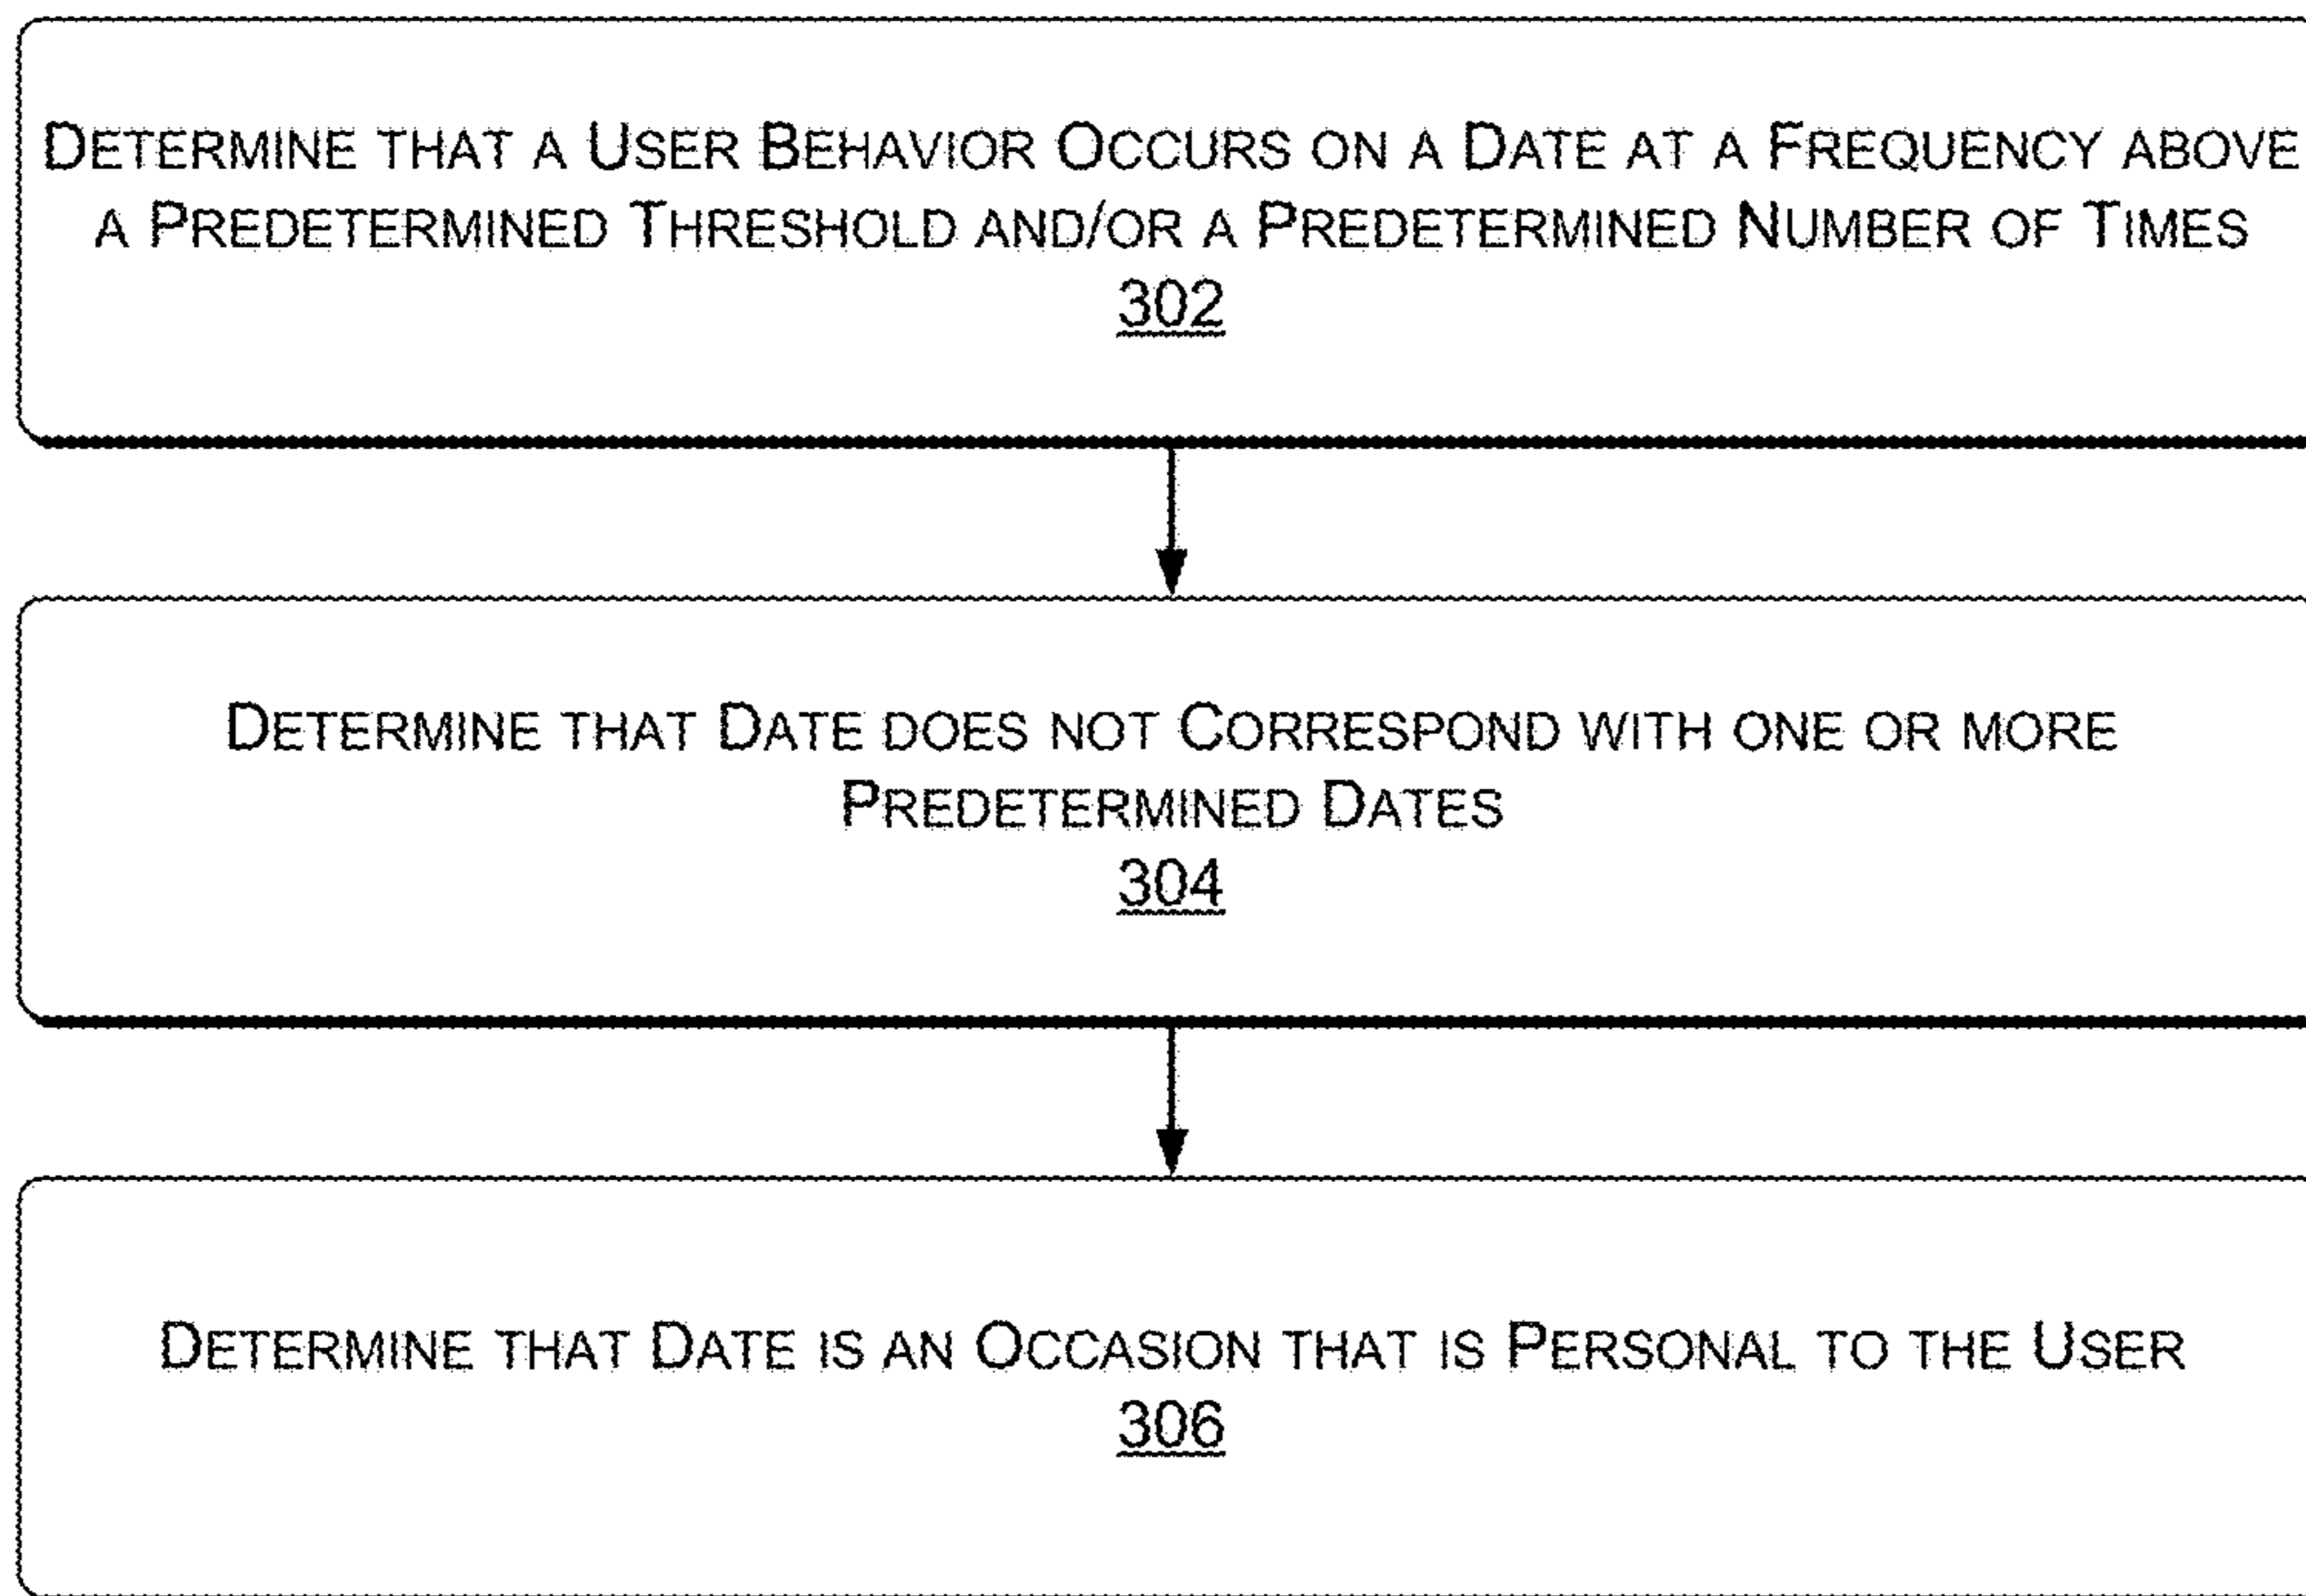 DETERMINE THAT A USER BEHAVIOR OCCURS ON A DATE AT A FREQUENCY ABOVE
A PREDETERMINED THRESHOLD AND/OR A PREDETERMINED NUMBER OF TIMES
302
DETERMINE THAT DATE DOES NOT CORRESPOND WITH ONE OR MORE
PREDETERMINED DATES
304
DETERMINE THAT DATE IS AN OCCASION THAT IS PERSONAL TO THE USER
306